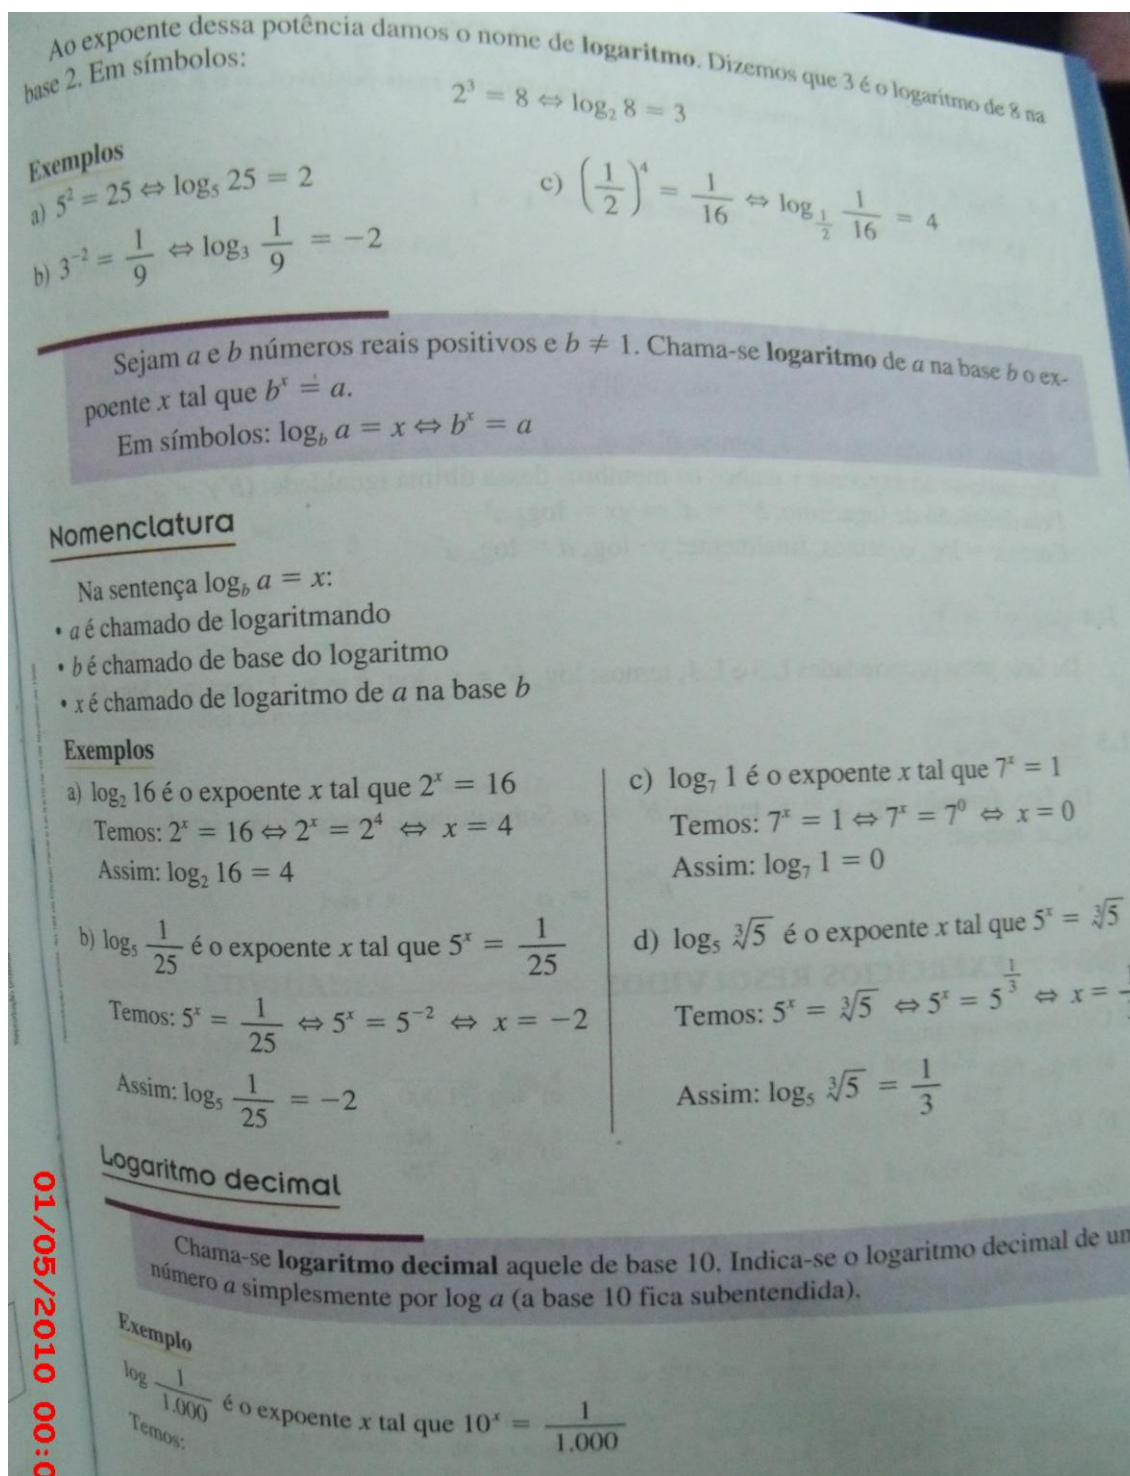 Ao expoente dessa potência damos o nome de logaritmo. Dizemos que 3 é o logaritmo de 8 na
base 2. Em símbolos:
2³ = 8 ⇔ log₂ 8 = 3
Exemplos
a) 5² = 25 ⇔ log₅ 25 = 2
b) 3⁻² = 1/9 ⇔ log₃ 1/9 = −2
c) (1/2)⁴ = 1/16 ⇔ log_{1/2} 1/16 = 4
Sejam a e b números reais positivos e b ≠ 1. Chama-se logaritmo de a na base b o ex-
poente x tal que bˣ = a.
Em símbolos: log_b a = x ⇔ bˣ = a
Nomenclatura
Na sentença log_b a = x:
• a é chamado de logaritmando
• b é chamado de base do logaritmo
• x é chamado de logaritmo de a na base b
Exemplos
a) log₂ 16 é o expoente x tal que 2ˣ = 16
Temos: 2ˣ = 16 ⇔ 2ˣ = 2⁴ ⇔ x = 4
Assim: log₂ 16 = 4
b) log₅ 1/25 é o expoente x tal que 5ˣ = 1/25
Temos: 5ˣ = 1/25 ⇔ 5ˣ = 5⁻² ⇔ x = −2
Assim: log₅ 1/25 = −2
c) log₇ 1 é o expoente x tal que 7ˣ = 1
Temos: 7ˣ = 1 ⇔ 7ˣ = 7⁰ ⇔ x = 0
Assim: log₇ 1 = 0
d) log₅ ∛5 é o expoente x tal que 5ˣ = ∛5
Temos: 5ˣ = ∛5 ⇔ 5ˣ = 5^{1/3} ⇔ x =
Assim: log₅ ∛5 = 1/3
Logaritmo decimal
Chama-se logaritmo decimal aquele de base 10. Indica-se o logaritmo decimal de um
número a simplesmente por log a (a base 10 fica subentendida).
Exemplo
log 1/1.000 é o expoente x tal que 10ˣ = 1/1.000
Temos:
01/05/2010 00:0